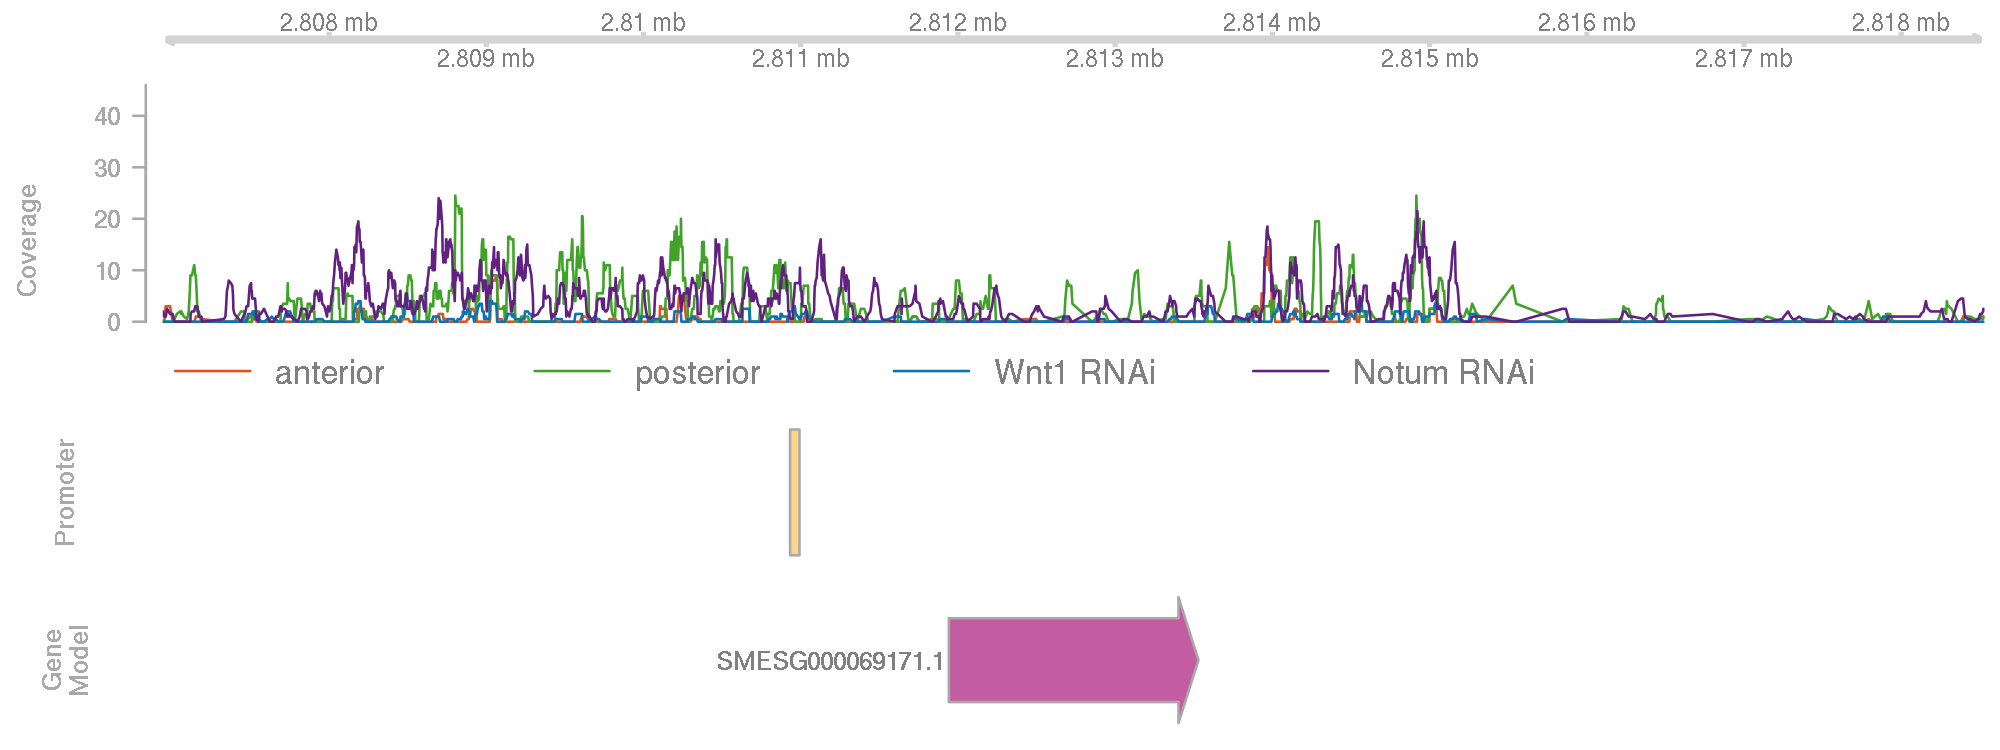 2.808 mb 2.81 mb 2.812 mb 2.814 mb 2.816 mb 2.818 mb
2.809 mb 2.811 mb 2.813 mb 2.815 mb 2.817 mb
Coverage
40
30
20
10
0
anterior posterior Wnt1 RNAi Notum RNAi
Promoter
Gene
Model
SMESG000069171.1